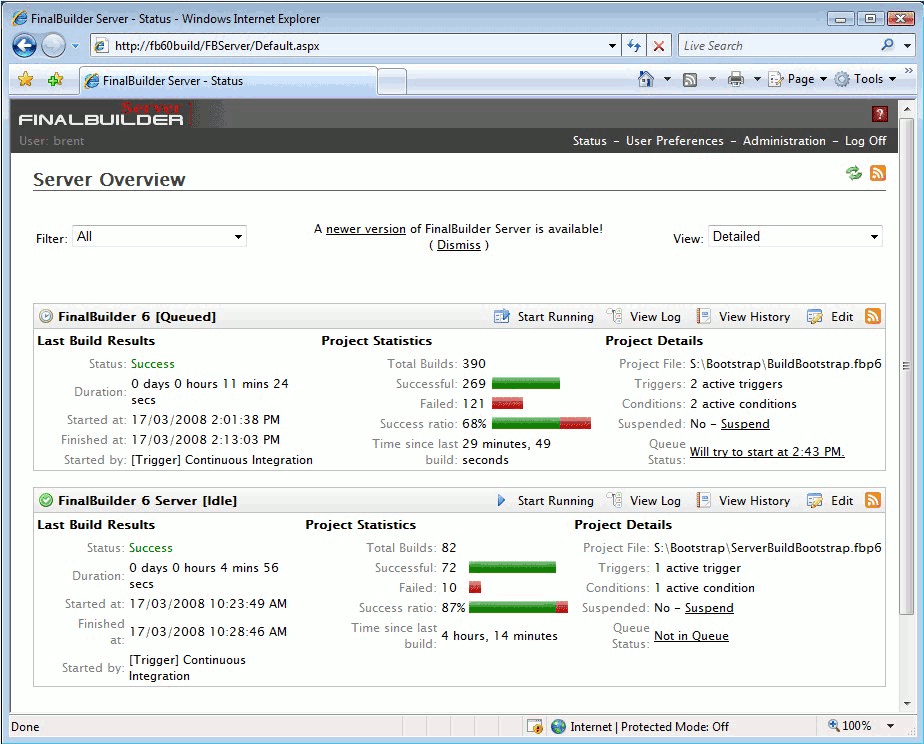 FinalBuilder Server - Status - Windows Internet Explorer
http://fb60build/FBServer/Default.aspx
Live Search
FinalBuilder Server - Status
Page
Tools
Server
FINALBUILDER
?
User: brent
Status - User Preferences - Administration - Log Off
Server Overview
Filter: All
A newer version of FinalBuilder Server is available!
( Dismiss )
View: Detailed
FinalBuilder 6 [Queued]
Start Running View Log View History Edit
Last Build Results
Status: Success
Duration: 0 days 0 hours 11 mins 24
secs
Started at: 17/03/2008 2:01:38 PM
Finished at: 17/03/2008 2:13:03 PM
Started by: [Trigger] Continuous Integration
Project Statistics
Total Builds: 390
Successful: 269
Failed: 121
Success ratio: 68%
Time since last 29 minutes, 49
build: seconds
Project Details
Project File: S:\Bootstrap\BuildBootstrap.fbp6
Triggers: 2 active triggers
Conditions: 2 active conditions
Suspended: No - Suspend
Queue
Status: Will try to start at 2:43 PM.
FinalBuilder 6 Server [Idle]
Start Running View Log View History Edit
Last Build Results
Status: Success
Duration: 0 days 0 hours 4 mins 56
secs
Started at: 17/03/2008 10:23:49 AM
Finished
at: 17/03/2008 10:28:46 AM
Started by: [Trigger] Continuous
Integration
Project Statistics
Total Builds: 82
Successful: 72
Failed: 10
Success ratio: 87%
Time since last
build: 4 hours, 14 minutes
Project Details
Project File: S:\Bootstrap\ServerBuildBootstrap.fbp6
Triggers: 1 active trigger
Conditions: 1 active condition
Suspended: No - Suspend
Queue
Status: Not in Queue
Done
Internet | Protected Mode: Off
100%